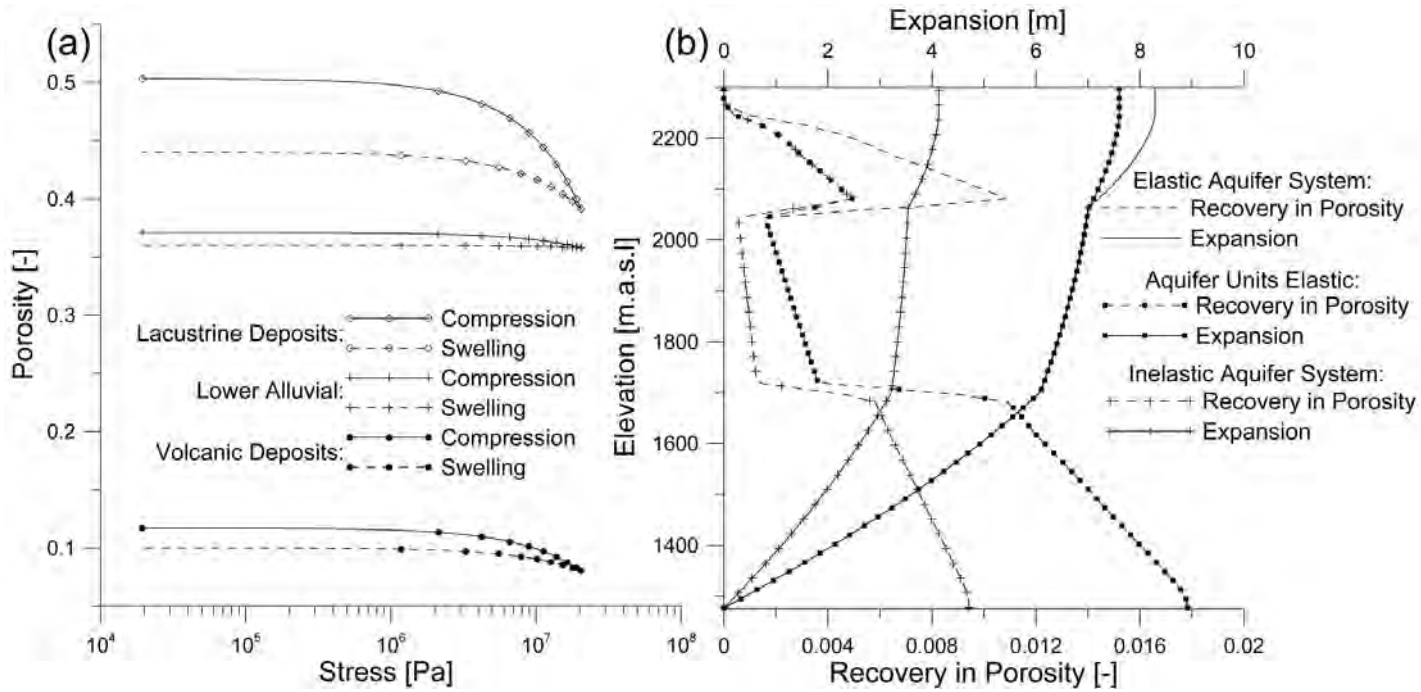 (a)
0.5
0.4
0.3
0.2
0.1
Porosity [-]
Lacustrine Deposits:
Compression
Swelling
Lower Alluvial:
Compression
Swelling
Volcanic Deposits:
Compression
Swelling
10^4
10^5
10^6
10^7
10^8
Stress [Pa]
Expansion [m]
(b)
0 2 4 6 8 10
2200
2000
1800
1600
1400
Elevation [m.a.s.l]
Elastic Aquifer System:
Recovery in Porosity
Expansion
Aquifer Units Elastic:
Recovery in Porosity
Expansion
Inelastic Aquifer System:
Recovery in Porosity
Expansion
0 0.004 0.008 0.012 0.016 0.02
Recovery in Porosity [-]